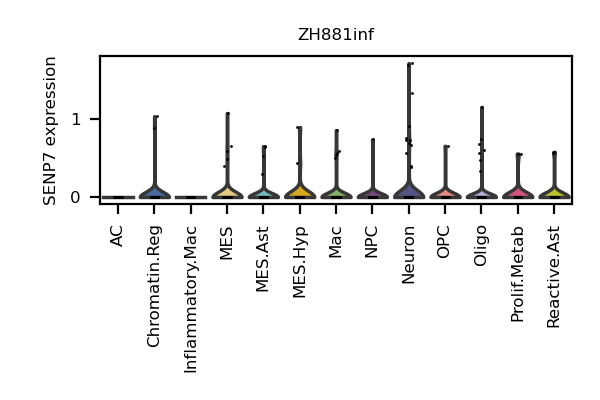 ZH881inf
SENP7 expression
1
0
AC
Chromatin.Reg
Inflammatory.Mac
MES
MES.Ast
MES.Hyp
Mac
NPC
Neuron
OPC
Oligo
Prolif.Metab
Reactive.Ast